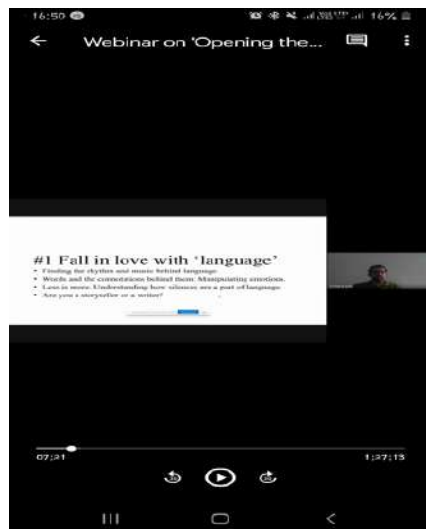 16:50
16%
Webinar on 'Opening the...
#1 Fall in love with 'language'
• Finding the rhythm and music behind language
• Words and the connotations behind them. Manipulating emotions.
• Less is more. Understanding how silences are a part of language
• Are you a storyteller or a writer?
07:21
1:27:13